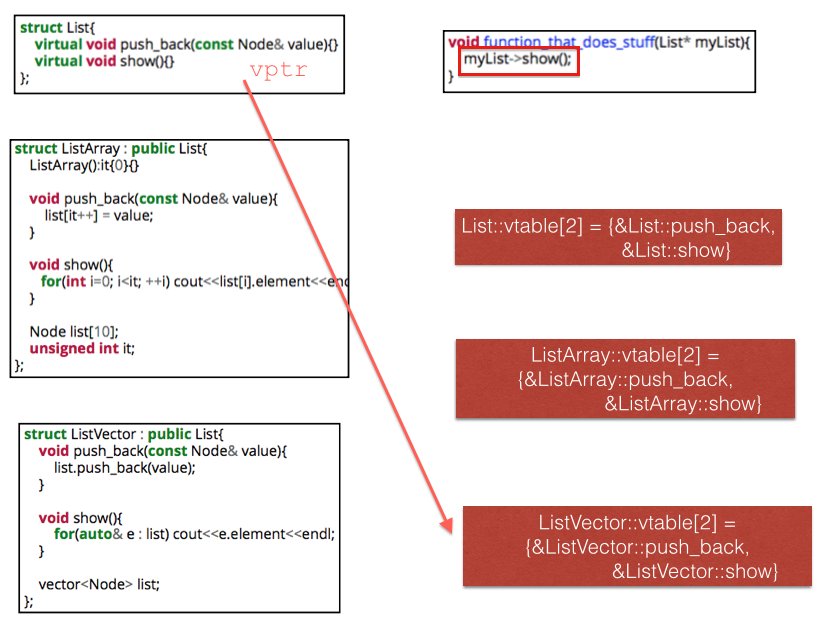 struct List{
virtual void push_back(const Node& value){}
virtual void show(){}
};
vptr
void function_that_does_stuff(List* myList){
myList->show();
}
struct ListArray : public List{
ListArray():it{0}{}
void push_back(const Node& value){
list[it++] = value;
}
void show(){
for(int i=0; i<it; ++i) cout<<list[i].element<<end
}
Node list[10];
unsigned int it;
};
struct ListVector : public List{
void push_back(const Node& value){
list.push_back(value);
}
void show(){
for(auto& e : list) cout<<e.element<<endl;
}
vector<Node> list;
};
List::vtable[2] = {&List::push_back,
&List::show}
ListArray::vtable[2] =
{&ListArray::push_back,
&ListArray::show}
ListVector::vtable[2] =
{&ListVector::push_back,
&ListVector::show}